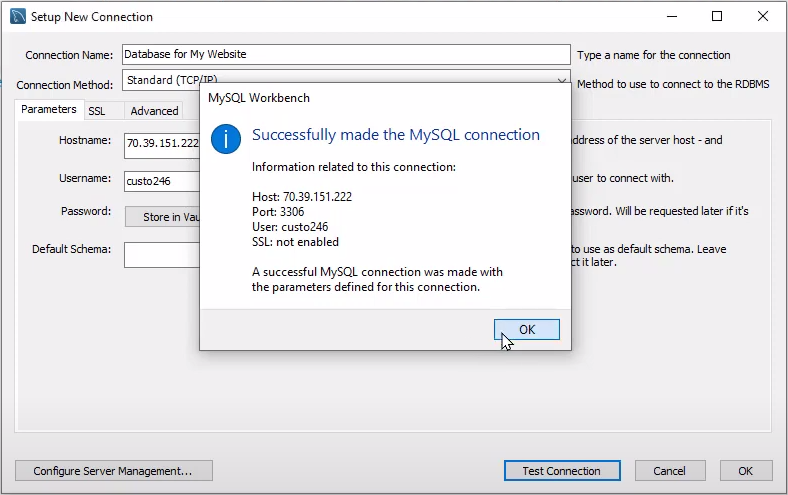 Setup New Connection
Connection Name: Database for My Website Type a name for the connection
Connection Method: Standard (TCP/IP) Method to use to connect to the RDBMS
Parameters SSL Advanced
MySQL Workbench
Successfully made the MySQL connection
Information related to this connection:
Host: 70.39.151.222
Port: 3306
User: custo246
SSL: not enabled
A successful MySQL connection was made with
the parameters defined for this connection.
OK
Hostname: 70.39.151.222 address of the server host - and
Username: custo246 user to connect with.
Password: Store in Vau assword. Will be requested later if it's
Default Schema: to use as default schema. Leave
ct it later.
Configure Server Management... Test Connection Cancel OK